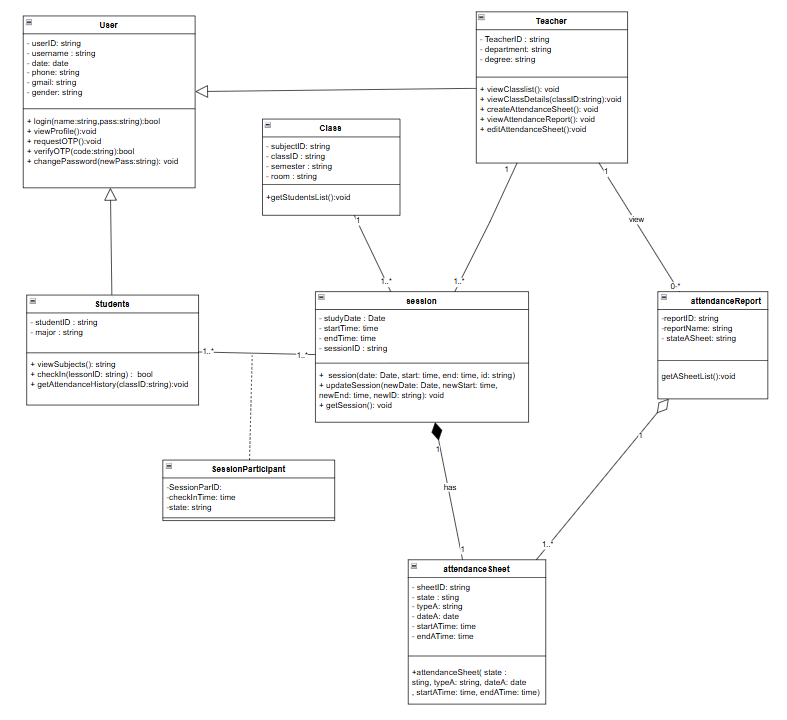 User
- userID: string
- username : string
- date: date
- phone: string
- gmail: string
- gender: string
+ login(name:string,pass:string):bool
+ viewProfile():void
+ requestOTP():void
+ verifyOTP(code:string):bool
+ changePassword(newPass:string): void
Teacher
- TeacherID : string
- department: string
- degree: string
+ viewClasslist(): void
+ viewClassDetails(classID:string):void
+ createAttendanceSheet(): void
+ viewAttendanceReport(): void
+ editAttendanceSheet():void
Class
- subjectID: string
- classID : string
- semester : string
- room : string
+getStudentsList():void
1
1
1
view
1..*
1..*
0-*
Students
- studentID : string
- major : string
+ viewSubjects(): string
+ checkIn(lessonID: string) : bool
+ getAttendanceHistory(classID:string):void
1..*
1..*
session
- studyDate : Date
- startTime: time
- endTime: time
- sessionID : string
+ session(date: Date, start: time, end: time, id: string)
+ updateSession(newDate: Date, newStart: time,
newEnd: time, newID: string): void
+ getSession(): void
attendanceReport
-reportID: string
-reportName: string
- stateASheet: string
getASheetList():void
SessionParticipant
-SessionParID:
-checkInTime: time
-state: string
1
has
1
1
1..*
attendanceSheet
- sheetID: string
- state : sting
- typeA: string
- dateA: date
- startATime: time
- endATime: time
+attendanceSheet( state :
sting, typeA: string, dateA: date
, startATime: time, endATime: time)